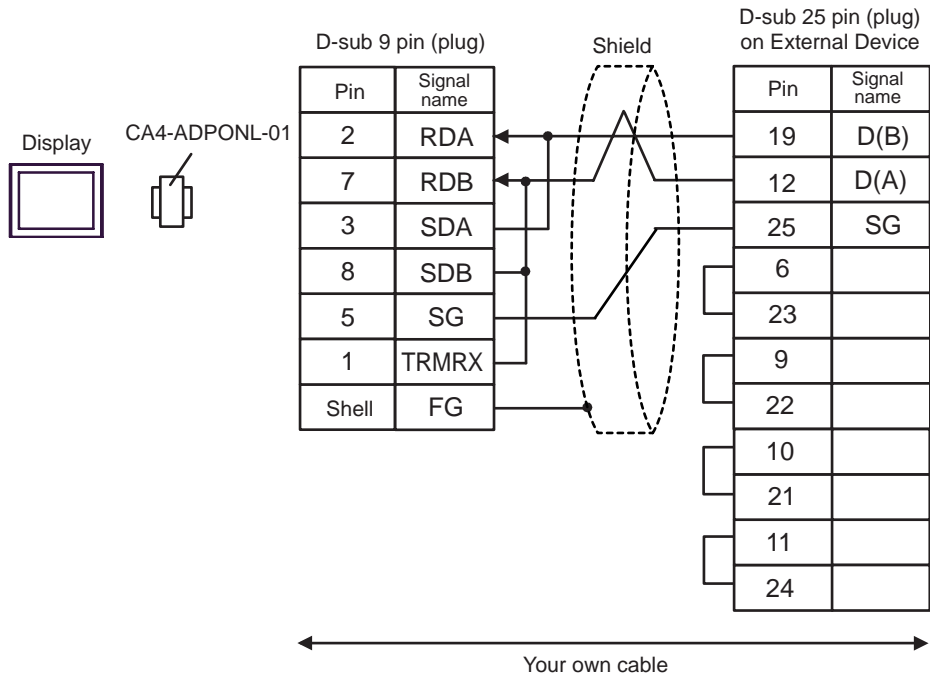 D-sub 9 pin (plug)
Shield
D-sub 25 pin (plug)
on External Device
Display
CA4-ADPONL-01
Pin
Signal
name
2 RDA
7 RDB
3 SDA
8 SDB
5 SG
1 TRMRX
Shell FG
Pin
Signal
name
19 D(B)
12 D(A)
25 SG
6
23
9
22
10
21
11
24
Your own cable